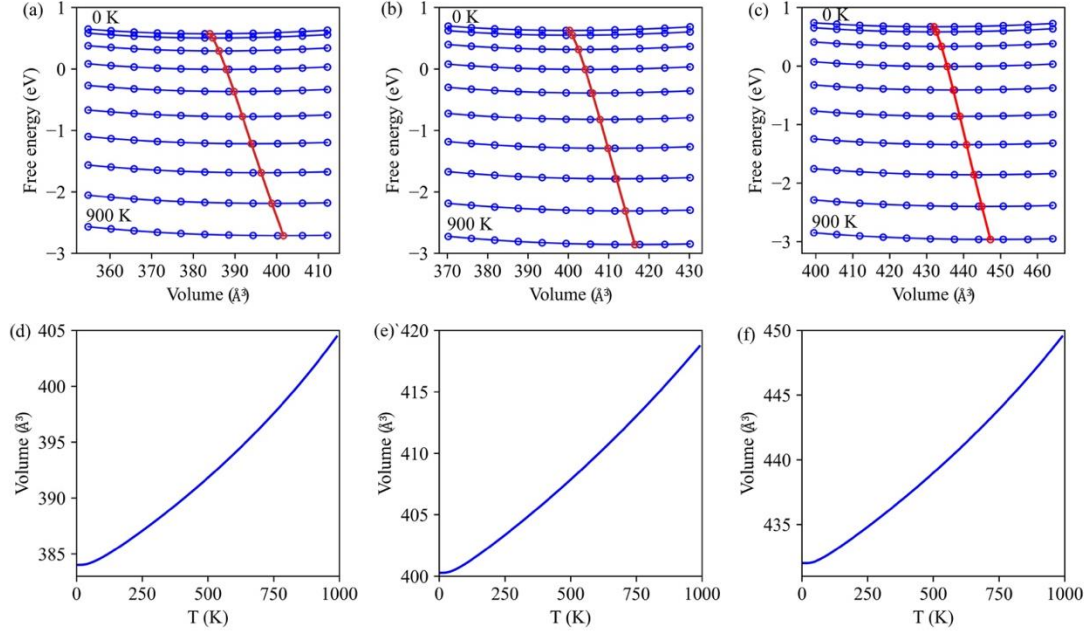 (a)
0 K
900 K
1
0
−1
−2
−3
Free energy (eV)
360
370
380
390
400
410
Volume (Å³)
(b)
0 K
900 K
1
0
−1
−2
−3
Free energy (eV)
370
380
390
400
410
420
430
Volume (Å³)
(c)
0 K
900 K
1
0
−1
−2
−3
Free energy (eV)
400
410
420
430
440
450
460
Volume (Å³)
(d)
405
400
395
390
385
Volume (Å³)
0
250
500
750
1000
T (K)
(e)`
420
415
410
405
400
Volume (Å³)
0
250
500
750
1000
T (K)
(f)
450
445
440
435
Volume (Å³)
0
250
500
750
1000
T (K)